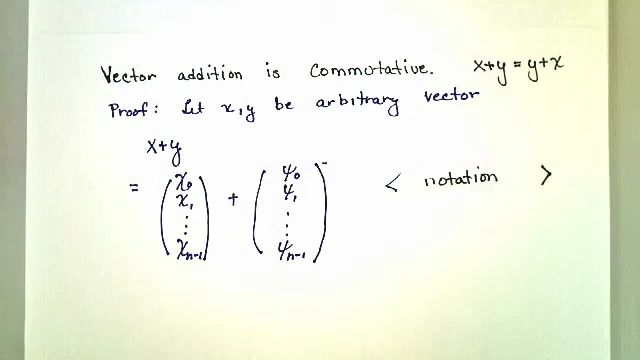 Vector addition is commutative. x+y = y+x
Proof: Let x, y be arbitrary vector
x+y
= ( χ0 χ1 ⋮ χn-1 ) + ( ψ0 ψ1 ⋮ ψn-1 ) < notation >